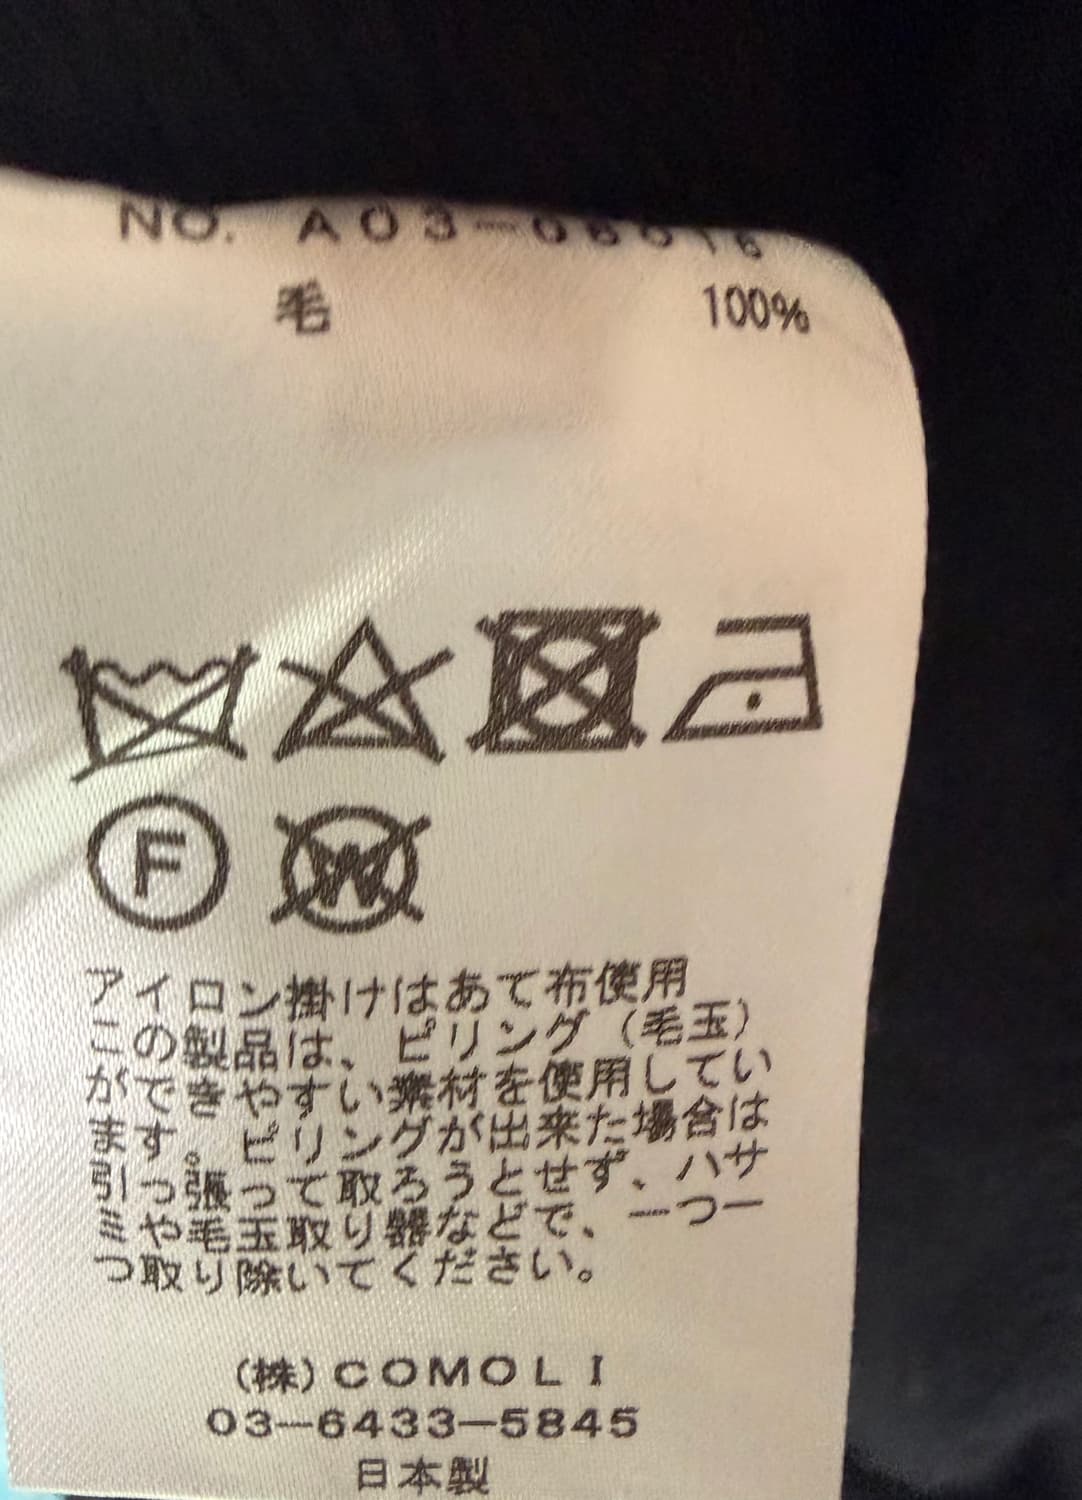 NO. A03-08016
毛 100%
F
W
アイロン掛けはあて布使用
この製品は、ピリング（毛玉）
ができやすい素材を使用してい
ます。ピリングが出来た場合は
引っ張って取ろうとせず、ハサ
ミや毛玉取り器などで、一つ一
つ取り除いてください。
（株）COMOLI
03-6433-5845
日本製